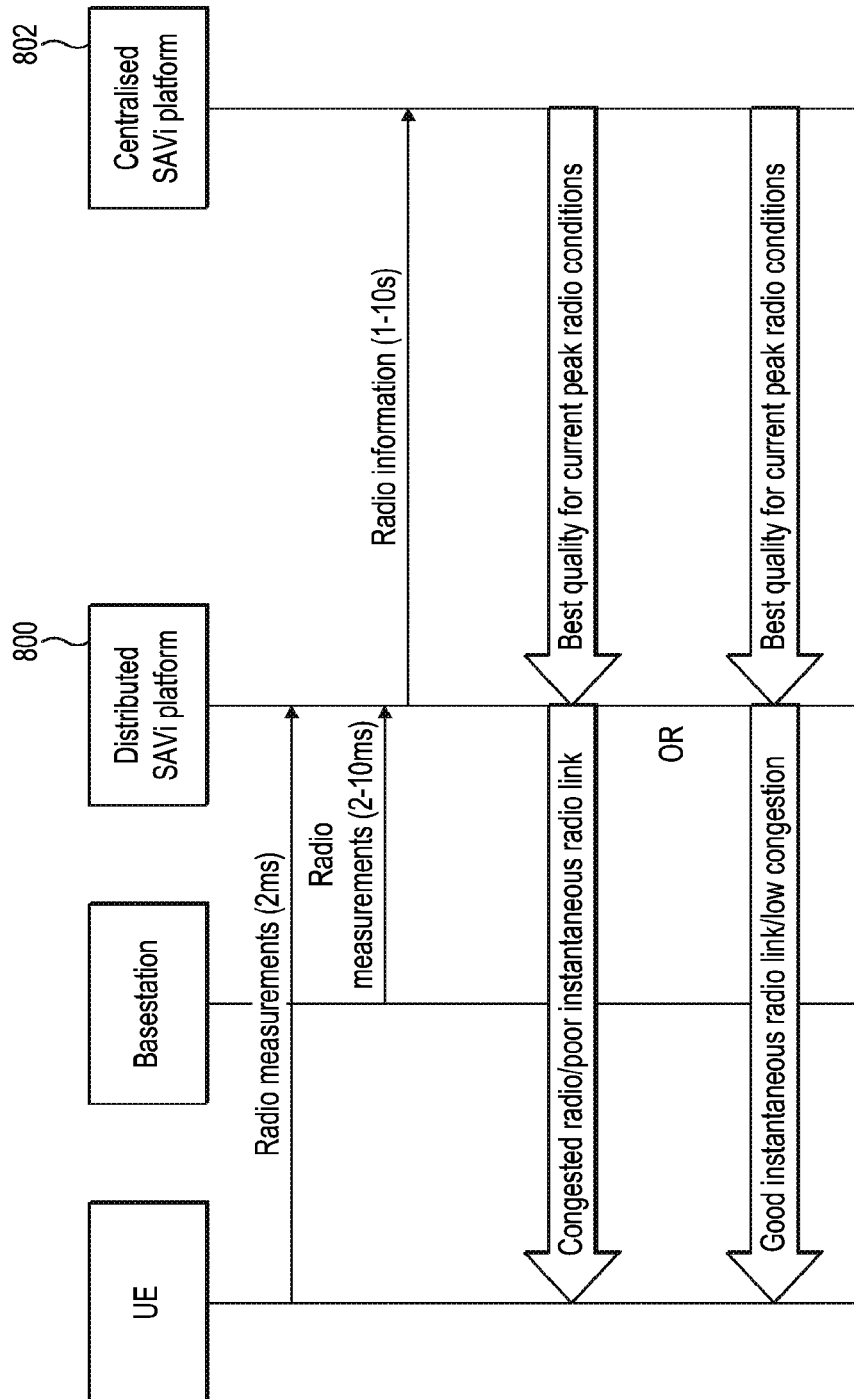 UE
Basestation
800
Distributed
SAVi platform
802
Centralised
SAVi platform
Radio measurements (2ms)
Radio
measurements (2-10ms)
Radio information (1-10s)
Congested radio/poor instantaneous radio link
Best quality for current peak radio conditions
OR
Good instantaneous radio link/low congestion
Best quality for current peak radio conditions